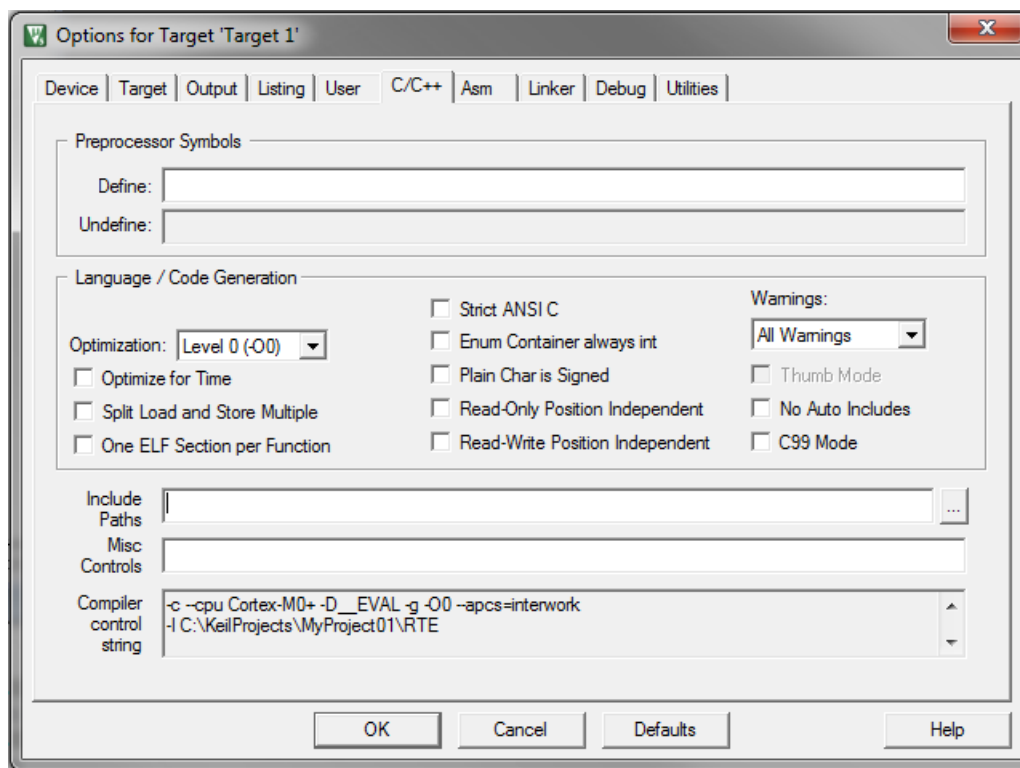 Options for Target 'Target 1'
Device
Target
Output
Listing
User
C/C++
Asm
Linker
Debug
Utilities
Preprocessor Symbols
Define:
Undefine:
Language / Code Generation
Optimization: Level 0 (-O0)
Optimize for Time
Split Load and Store Multiple
One ELF Section per Function
Strict ANSI C
Enum Container always int
Plain Char is Signed
Read-Only Position Independent
Read-Write Position Independent
Warnings:
All Warnings
Thumb Mode
No Auto Includes
C99 Mode
Include
Paths
...
Misc
Controls
Compiler
control
string
-c --cpu Cortex-M0+ -D__EVAL -g -O0 --apcs=interwork
-I C:\KeilProjects\MyProject01\RTE
OK
Cancel
Defaults
Help